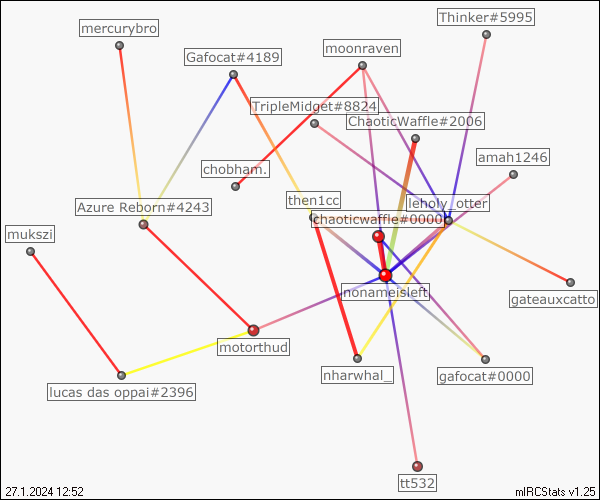 Thinker#5995
mercurybro
moonraven
Gafocat#4189
TripleMidget#8824
ChaoticWaffle#2006
amah1246
chobham.
then1cc
leholy_otter
Azure Reborn#4243
chaoticwaffle#0000
mukszi
nonameisleft
gateauxcatto
motorthud
nharwhal_
gafocat#0000
lucas das oppai#2396
tt532
27.1.2024 12:52
mIRCStats v1.25